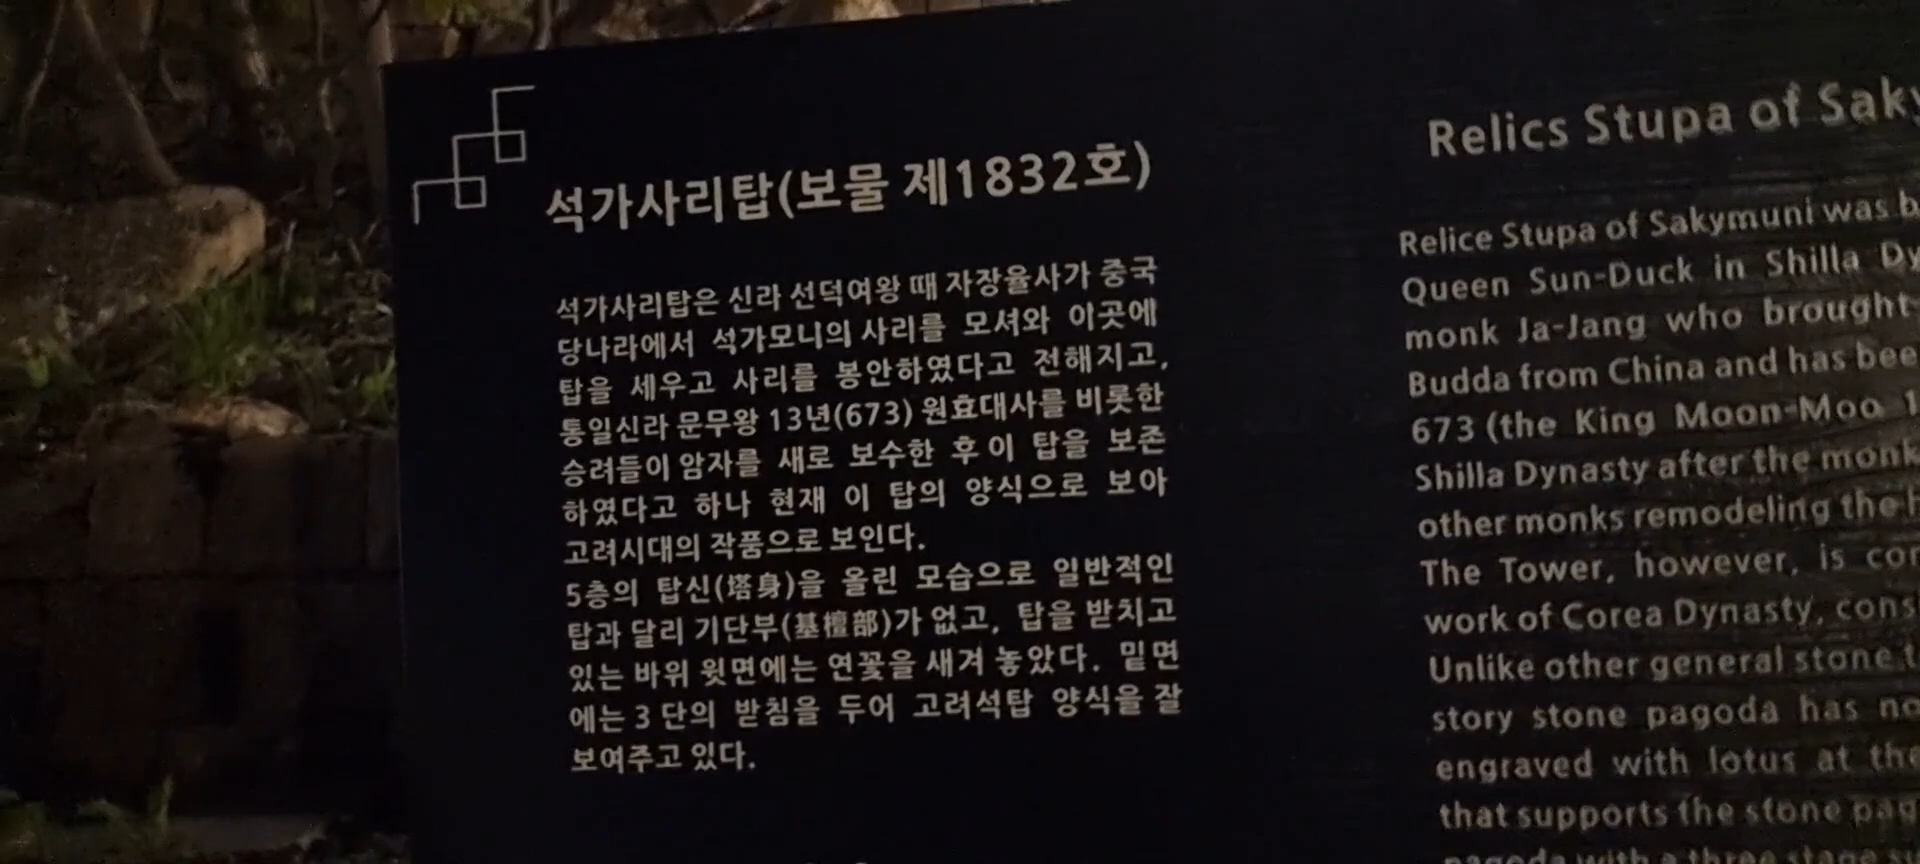 석가사리탑(보물 제1832호)
석가사리탑은 신라 선덕여왕 때 자장율사가 중국
당나라에서 석가모니의 사리를 모셔와 이곳에
탑을 세우고 사리를 봉안하였다고 전해지고,
통일신라 문무왕 13년(673) 원효대사를 비롯한
승려들이 암자를 새로 보수한 후 이 탑을 보존
하였다고 하나 현재 이 탑의 양식으로 보아
고려시대의 작품으로 보인다.
5층의 탑신(塔身)을 올린 모습으로 일반적인
탑과 달리 기단부(基檀部)가 없고, 탑을 받치고
있는 바위 윗면에는 연꽃을 새겨 놓았다. 밑면
에는 3 단의 받침을 두어 고려석탑 양식을 잘
보여주고 있다.
Relics Stupa of Saky
Relice Stupa of Sakymuni was b
Queen Sun-Duck in Shilla Dy
monk Ja-Jang who brought
Budda from China and has bee
673 (the King Moon-Moo 1
Shilla Dynasty after the monk
other monks remodeling the h
The Tower, however, is con
work of Corea Dynasty, cons
Unlike other general stone t
story stone pagoda has no
engraved with lotus at the
that supports the stone pag
pagoda with a three stage su